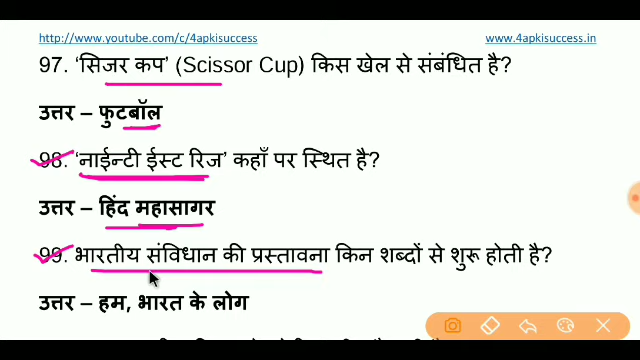 http://www.youtube.com/c/4apkisuccess www.4apkisuccess.in
97. ‘सिजर कप’ (Scissor Cup) किस खेल से संबंधित है?
उत्तर – फुटबॉल
98. ‘नाईन्टी ईस्ट रिज’ कहाँ पर स्थित है?
उत्तर – हिंद महासागर
99. भारतीय संविधान की प्रस्तावना किन शब्दों से शुरू होती है?
उत्तर – हम, भारत के लोग